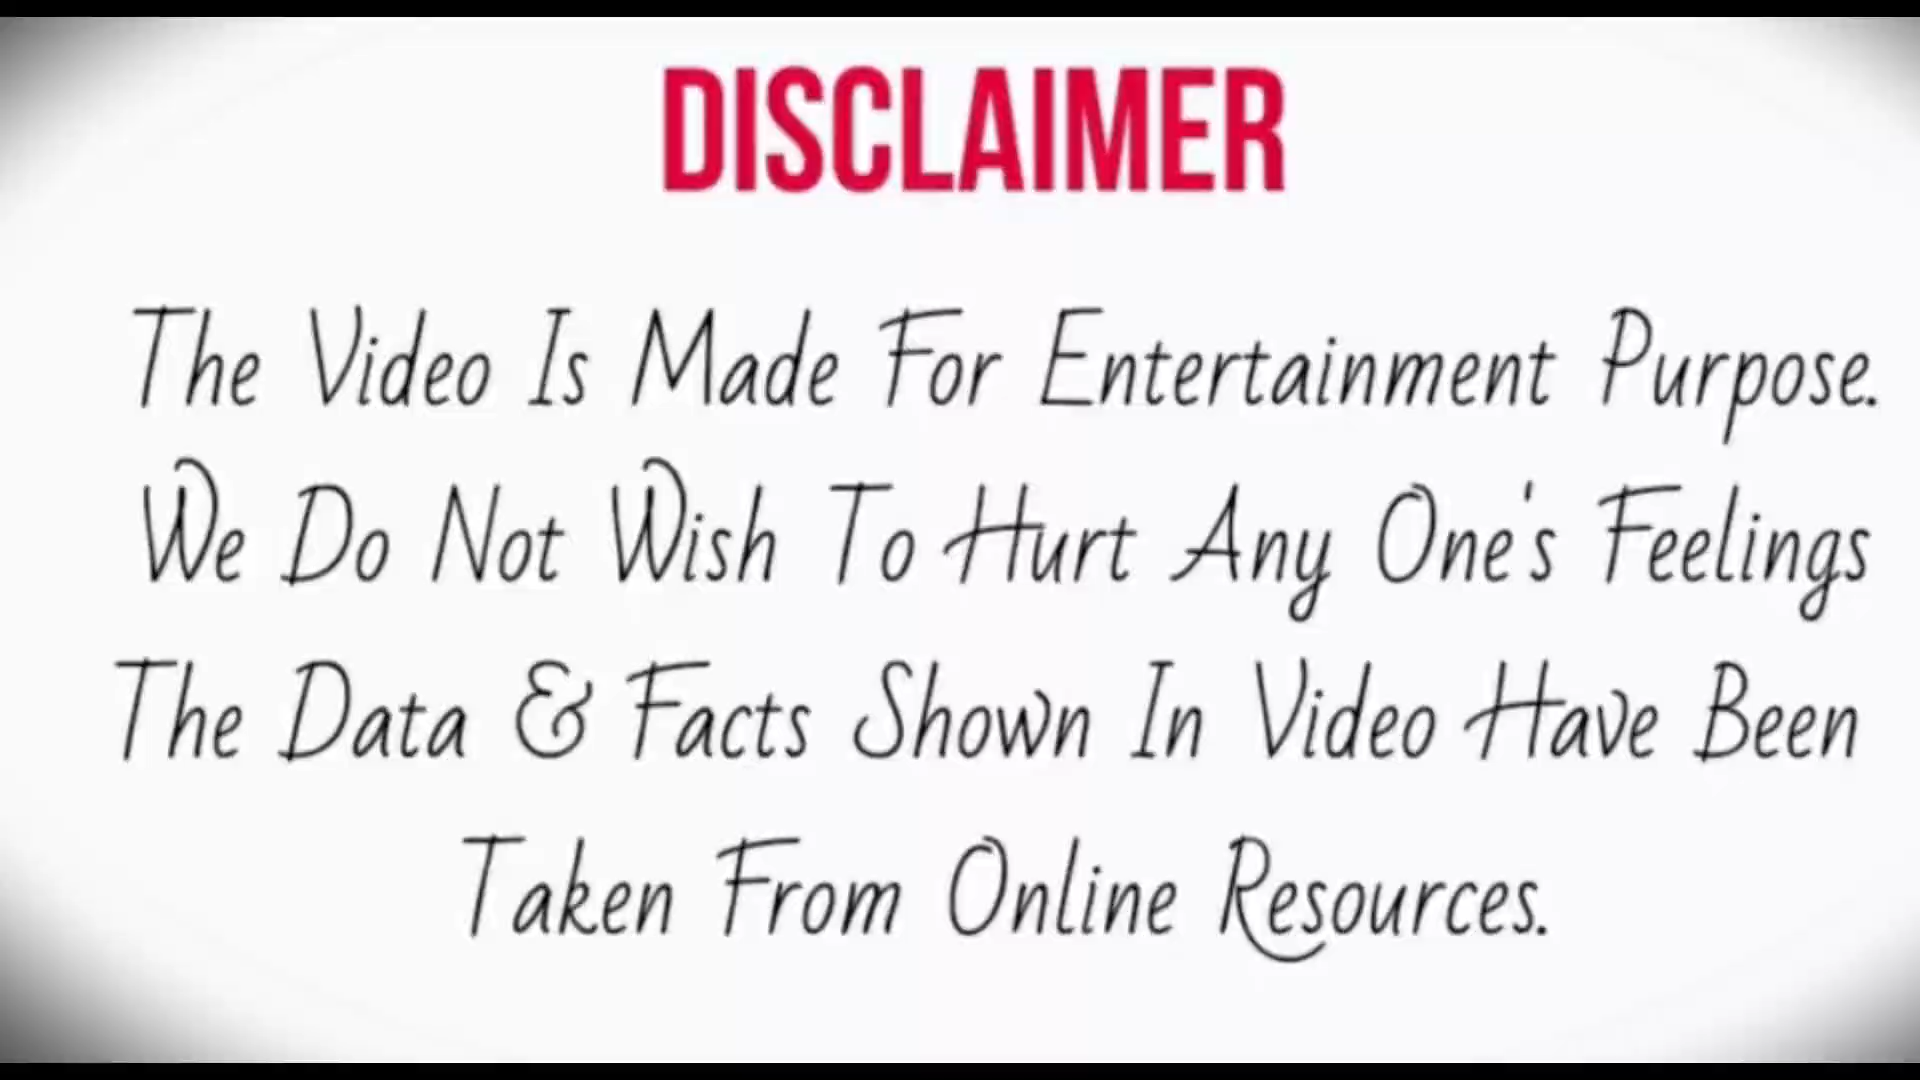 DISCLAIMER
The Video Is Made For Entertainment Purpose.
We Do Not Wish To Hurt Any One's Feelings
The Data & Facts Shown In Video Have Been
Taken From Online Resources.